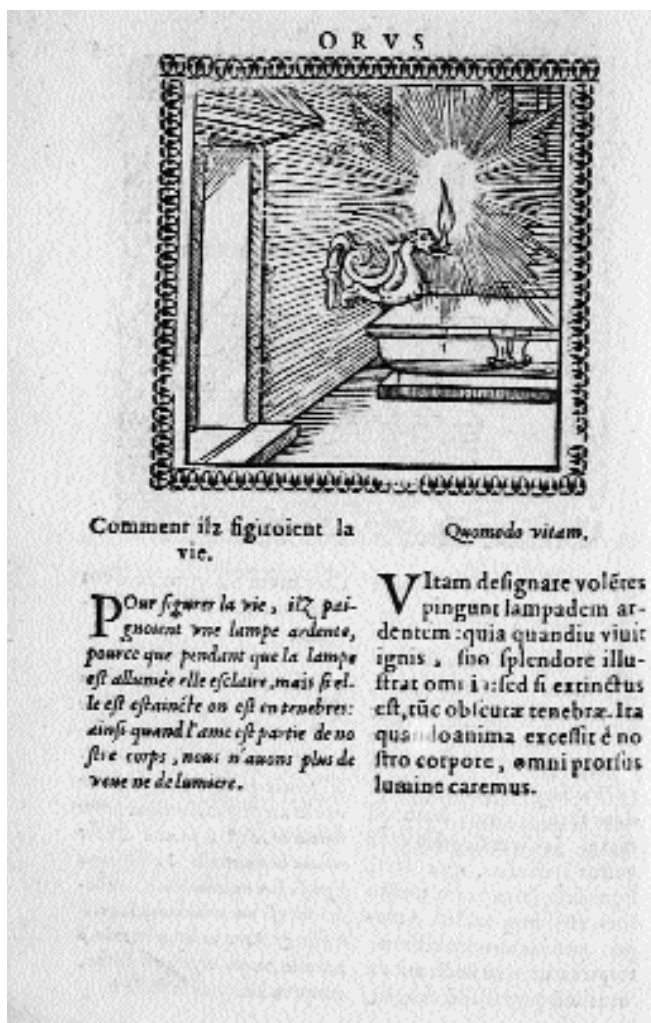 ORVS
Comment ilz figuroient la
vie.
POur figurer la vie, ilz pai-
gnoient vne lampe ardente,
pource que pendant que la lampe
est allumée elle esclaire, mais si el-
le est estaincte on est en tenebres:
ainsi quand l'ame est partie de no
stre corps, nous n'auons plus de
veue ne de lumiere.
Quomodo vitam.
VItam deſignare volẽtes
pingunt lampadem ar-
dentem: quia quandiu viuit
ignis, ſuo ſplendore illu-
ſtrat ſed ſi extinctus
eſt, tũc obſcuræ tenebræ. Ita
quando anima exceſſit é no
ſtro corpore, omni prorſus
lumine caremus.